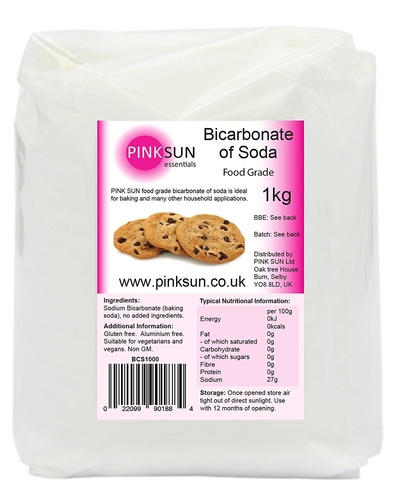 PINKSUN
essentials
Bicarbonate
of Soda
Food Grade
1kg
PINK SUN food grade bicarbonate of soda is ideal
for baking and many other household applications.
BBE: See back
Batch: See back
Distributed by
PINK SUN Ltd
Oak tree House
Burn, Selby
YO8 8LD, UK
www.pinksun.co.uk
Ingredients:
Sodium Bicarbonate (baking
soda), no added ingredients.
Additional Information:
Gluten free. Aluminium free.
Suitable for vegetarians and
vegans. Non GM.
BCS1000
0 22099 90188 4
Typical Nutritional Information:
per 100g
Energy 0kJ
0kcals
Fat 0g
- of which saturated 0g
Carbohydrate 0g
- of which sugars 0g
Fibre 0g
Protein 0g
Sodium 27g
Storage: Once opened store air
tight out of direct sunlight. Use
with 12 months of opening.